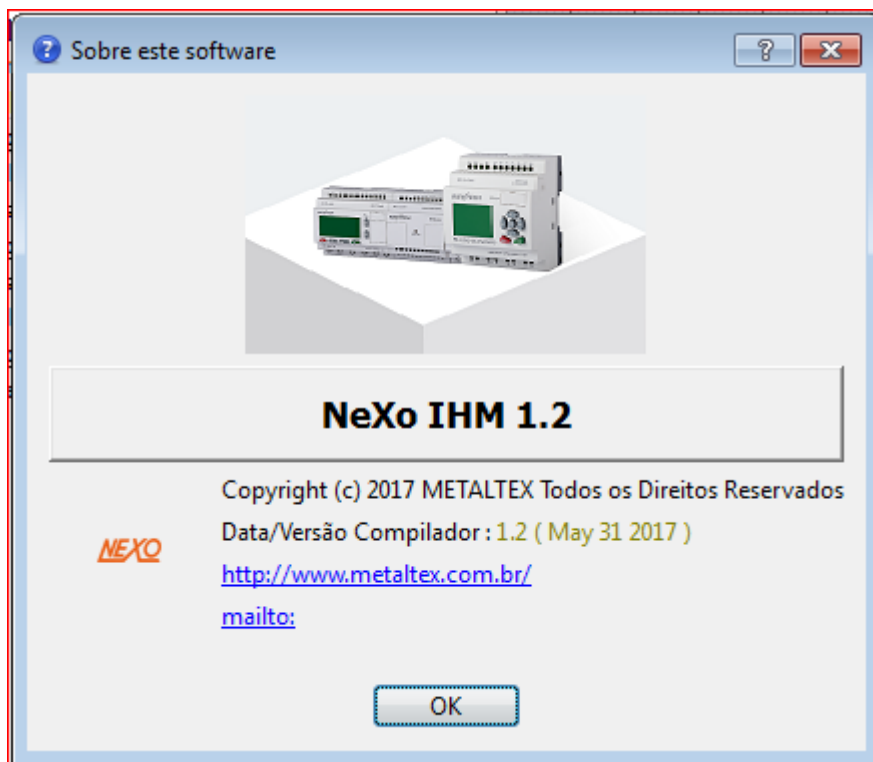 Sobre este software
NeXo IHM 1.2
Copyright (c) 2017 METALTEX Todos os Direitos Reservados
NEXO
Data/Versão Compilador : 1.2 ( May 31 2017 )
http://www.metaltex.com.br/
mailto:
OK